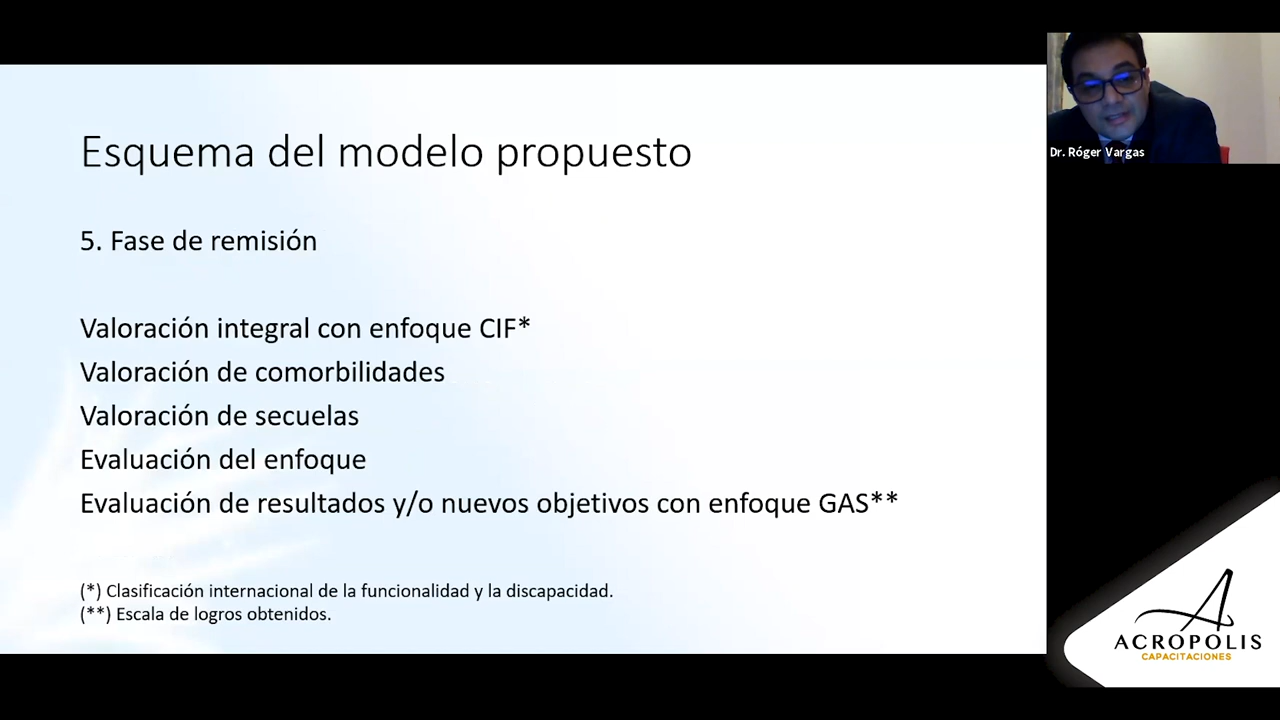 Esquema del modelo propuesto
5. Fase de remisión
Valoración integral con enfoque CIF*
Valoración de comorbilidades
Valoración de secuelas
Evaluación del enfoque
Evaluación de resultados y/o nuevos objetivos con enfoque GAS**
(*) Clasificación internacional de la funcionalidad y la discapacidad.
(**) Escala de logros obtenidos.
Dr. Róger Vargas
ACROPOLIS
CAPACITACIONES